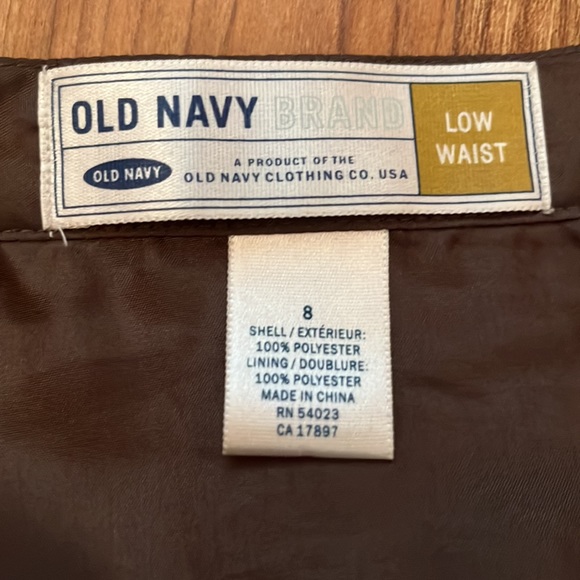 OLD NAVY BRAND
LOW
WAIST
OLD NAVY
A PRODUCT OF THE
OLD NAVY CLOTHING CO. USA
8
SHELL / EXTÉRIEUR:
100% POLYESTER
LINING / DOUBLURE:
100% POLYESTER
MADE IN CHINA
RN 54023
CA 17897